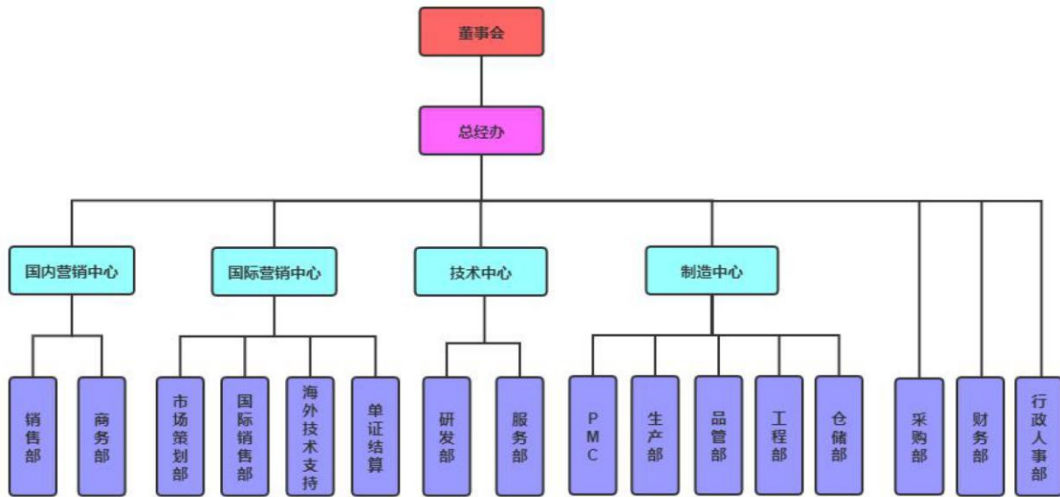 董事会
总经办
国内营销中心
国际营销中心
技术中心
制造中心
销售部
商务部
市场策划部
国际销售部
海外技术支持
单证结算
研发部
服务部
PMC
生产部
品管部
工程部
仓储部
采购部
财务部
行政人事部